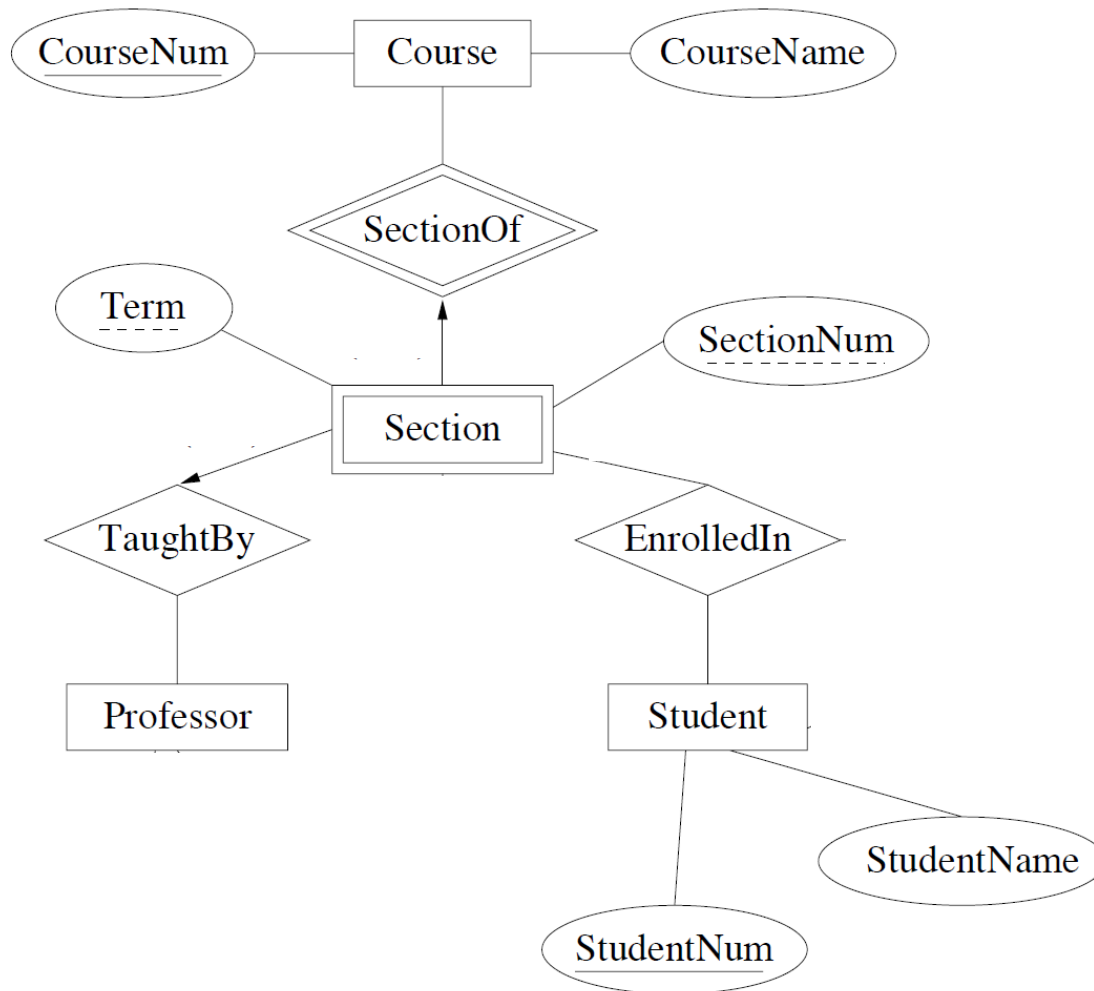 CourseNum
Course
CourseName
SectionOf
Term
SectionNum
Section
TaughtBy
EnrolledIn
Professor
Student
StudentName
StudentNum